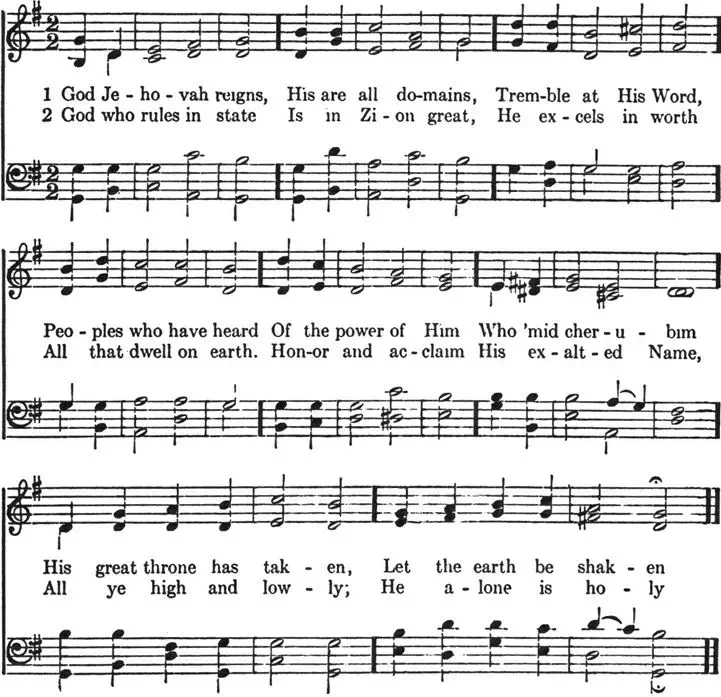 1 God Je - ho - vah reigns, His are all do-mains, Trem-ble at His Word,
2 God who rules in state Is in Zi - on great, He ex - cels in worth
Peo - ples who have heard Of the power of Him Who 'mid cher - u - bim
All that dwell on earth. Hon-or and ac - claim His ex - alt - ed Name,
His great throne has tak - en, Let the earth be shak - en
All ye high and low - ly; He a - lone is ho - ly